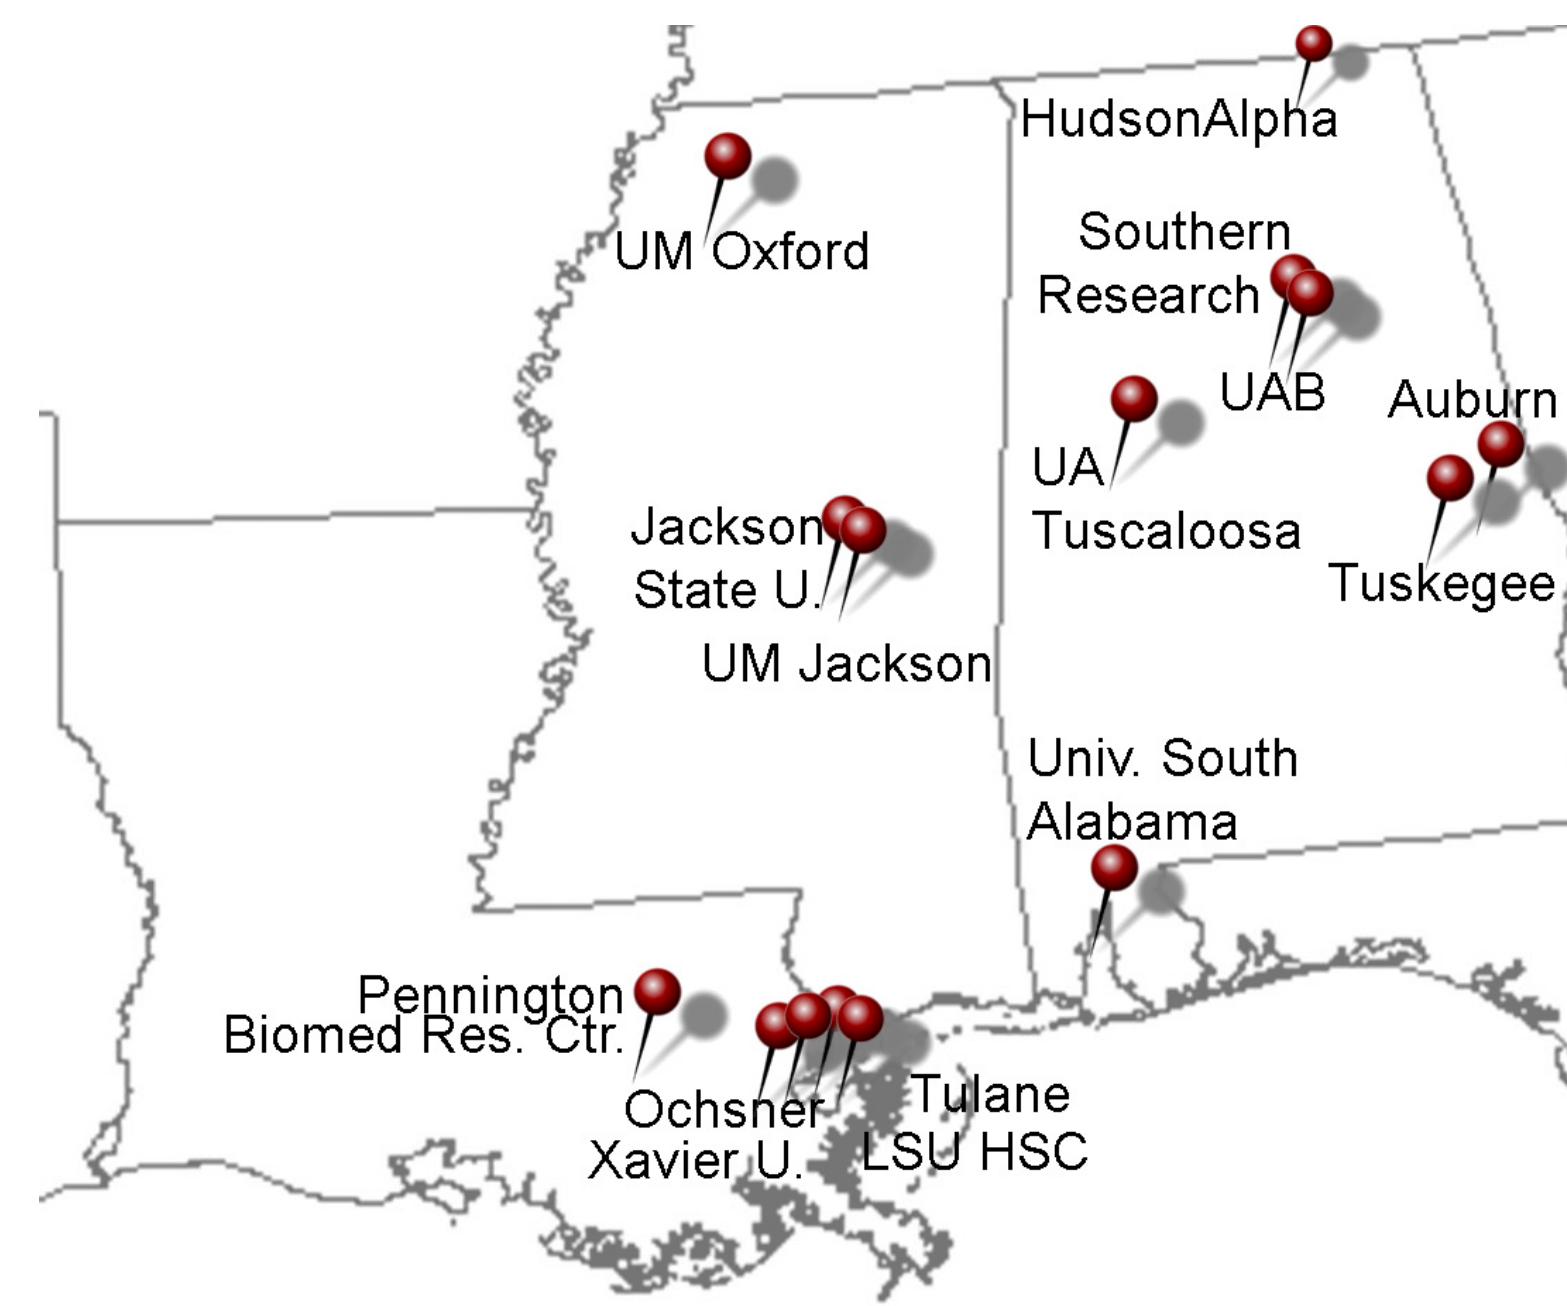 HudsonAlpha
UM Oxford
Southern
Research
UAB
Auburn
UA
Tuscaloosa
Tuskegee
Jackson
State U.
UM Jackson
Univ. South
Alabama
Pennington
Biomed Res. Ctr.
Ochsner
Xavier U.
Tulane
LSU HSC